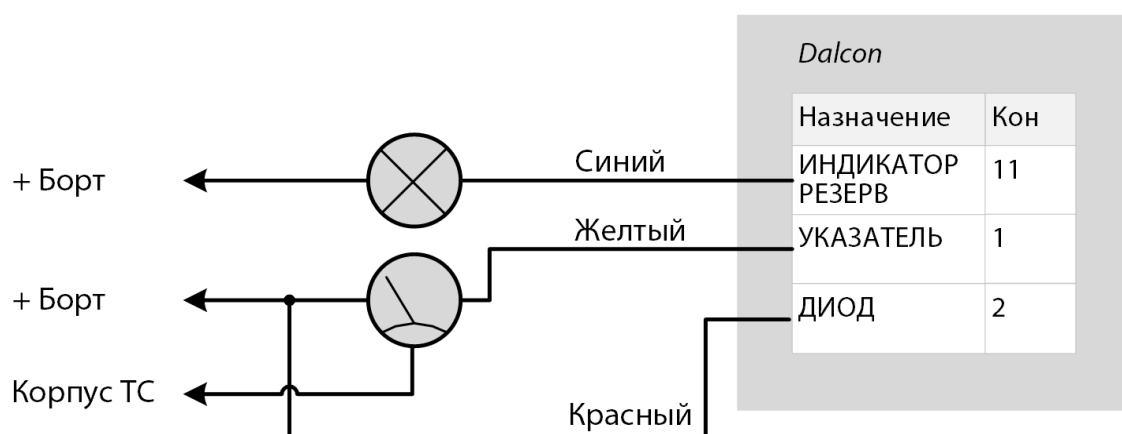 Dalcon
Назначение Кон
+ Борт
Синий
ИНДИКАТОР РЕЗЕРВ 11
Желтый
УКАЗАТЕЛЬ 1
+ Борт
ДИОД 2
Корпус ТС
Красный